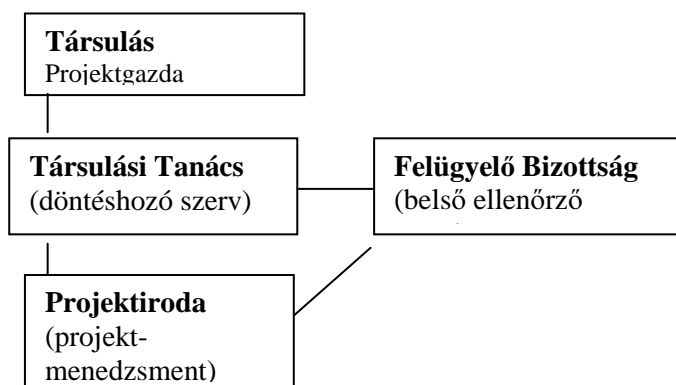 Társulás
Projektgazda
Társulási Tanács
(döntéshozó szerv)
Felügyelő Bizottság
(belső ellenőrző
Projektiroda
(projekt-
menedzsment)